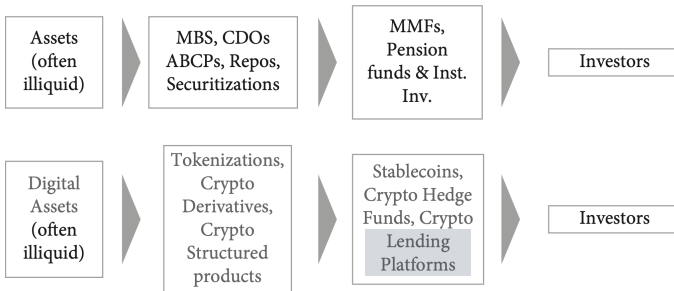 Assets
(often
illiquid)
MBS, CDOs
ABCPs, Repos,
Securitizations
MMFs,
Pension
funds & Inst.
Inv.
Investors
Digital
Assets
(often
illiquid)
Tokenizations,
Crypto
Derivatives,
Crypto
Structured
products
Stablecoins,
Crypto Hedge
Funds, Crypto
Lending
Platforms
Investors